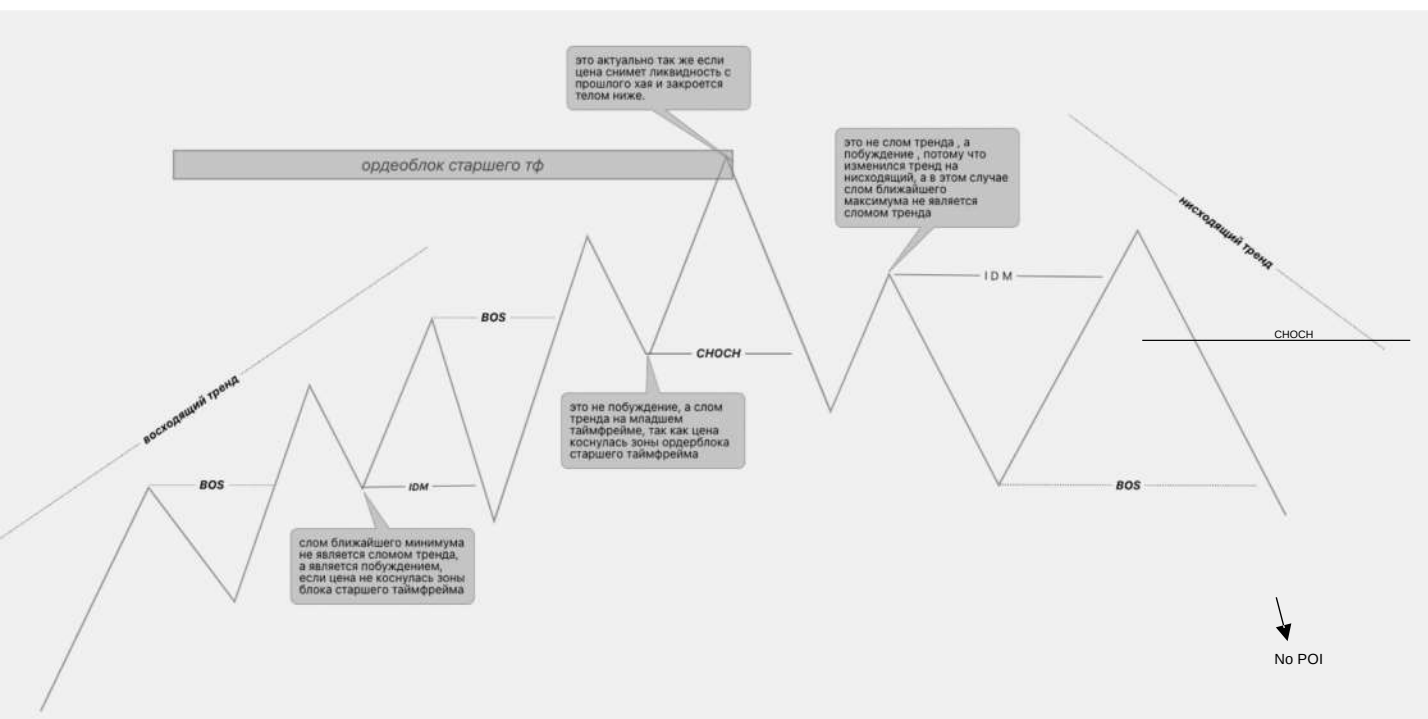 это актуально так же если
цена снимет ликвидность с
прошлого хая и закроется
телом ниже.
ордеоблок старшего тф
это не слом тренда , а
побуждение , потому что
изменился тренд на
нисходящий, а в этом случае
слом ближайшего
максимума не является
сломом тренда
нисходящий тренд
IDM
BOS
CHOCH
CHOCH
восходящий тренд
это не побуждение, а слом
тренда на младшем
таймфрейме, так как цена
коснулась зоны ордерблока
старшего таймфрейма
BOS
IDM
BOS
слом ближайшего минимума
не является сломом тренда,
а является побуждением,
если цена не коснулась зоны
блока старшего таймфрейма
No POI